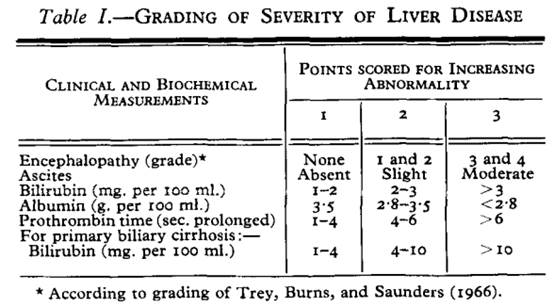 Table I.—GRADING OF SEVERITY OF LIVER DISEASE
CLINICAL AND BIOCHEMICAL MEASUREMENTS
POINTS SCORED FOR INCREASING ABNORMALITY
1 2 3
Encephalopathy (grade)* None 1 and 2 3 and 4
Ascites Absent Slight Moderate
Bilirubin (mg. per 100 ml.) 1–2 2–3 >3
Albumin (g. per 100 ml.) 3·5 2·8–3·5 <2·8
Prothrombin time (sec. prolonged) 1–4 4–6 >6
For primary biliary cirrhosis:—
Bilirubin (mg. per 100 ml.) 1–4 4–10 >10
* According to grading of Trey, Burns, and Saunders (1966).